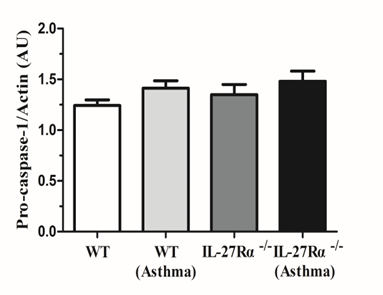 Pro-caspase-1/Actin (AU)
2.0
1.5
1.0
0.5
0.0
WT
WT
(Asthma)
IL-27Rα -/-
IL-27Rα -/-
(Asthma)